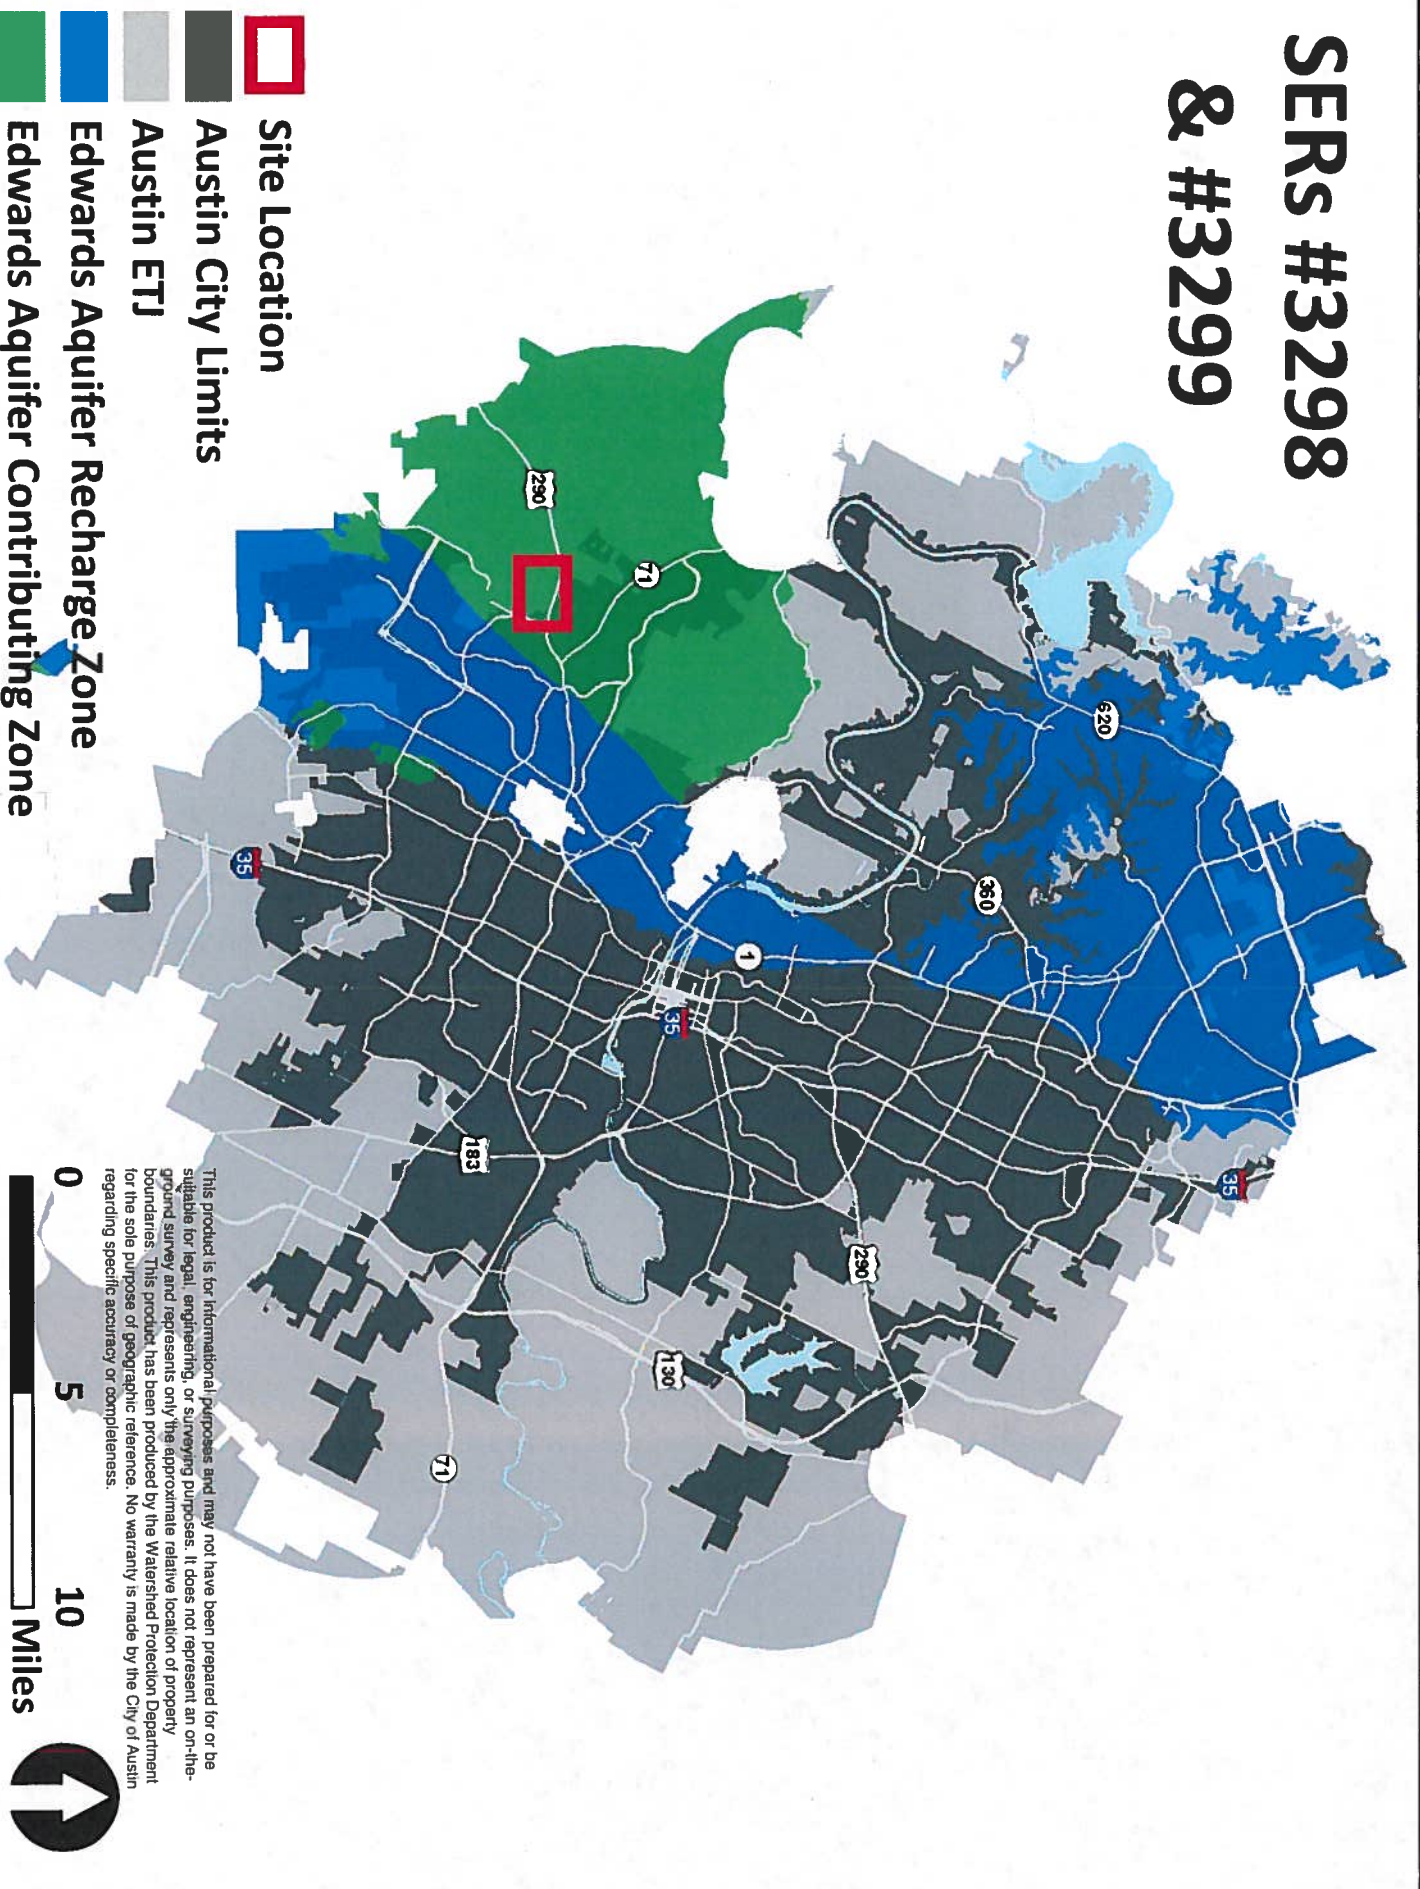 SERs #3298
& #3299
620
360
1
35
35
290
290
71
35
183
130
71
Site Location
Austin City Limits
Austin ETJ
Edwards Aquifer Recharge Zone
Edwards Aquifer Contributing Zone
This product is for informational purposes and may not have been prepared for or be
suitable for legal, engineering, or surveying purposes. It does not represent an on-the-
ground survey and represents only the approximate relative location of property
boundaries. This product has been produced by the Watershed Protection Department
for the sole purpose of geographic reference. No warranty is made by the City of Austin
regarding specific accuracy or completeness.
0 5 10
Miles